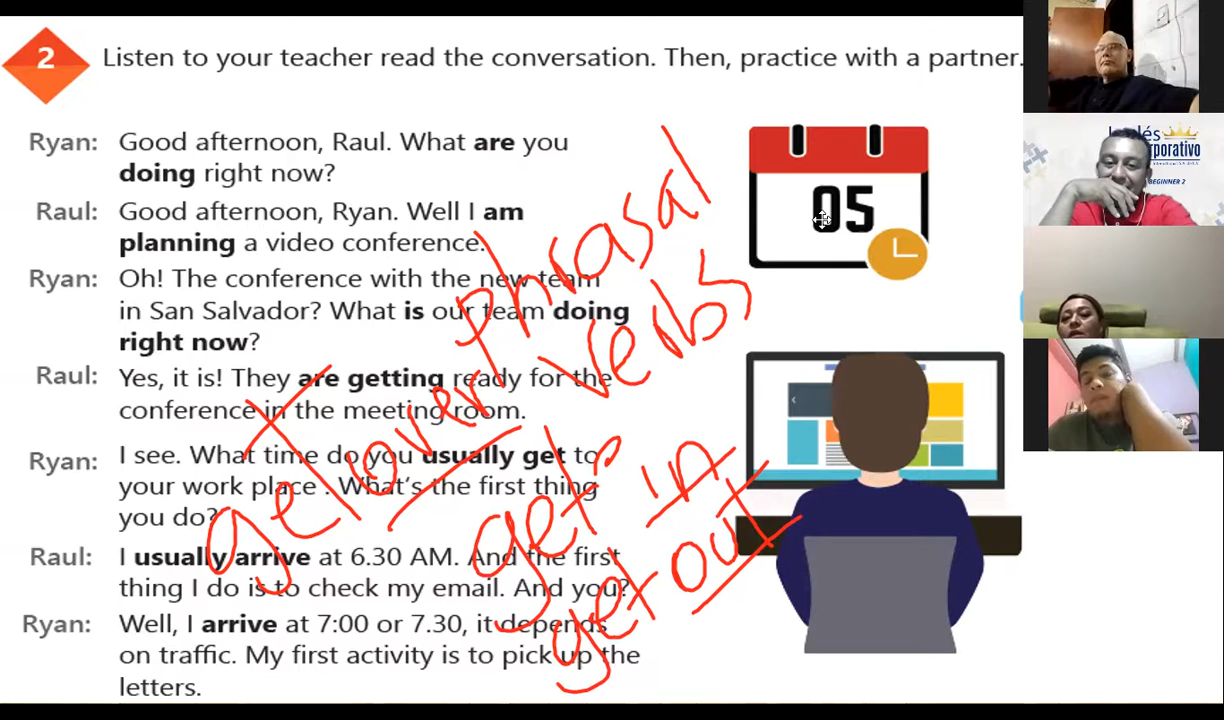 2 Listen to your teacher read the conversation. Then, practice with a partner.
Ryan: Good afternoon, Raul. What are you
doing right now?
Raul: Good afternoon, Ryan. Well I am
planning a video conference.
Ryan: Oh! The conference with the new team
in San Salvador? What is our team doing
right now?
Raul: Yes, it is! They are getting ready for the
conference in the meeting room.
Ryan: I see. What time do you usually get to
your work place . What's the first thing
you do?
Raul: I usually arrive at 6.30 AM. And the first
thing I do is to check my email. And you?
Ryan: Well, I arrive at 7:00 or 7.30, it depends
on traffic. My first activity is to pick up the
letters.
phrasal
verbs
get over
get in
get out
05
BEGINNER 2